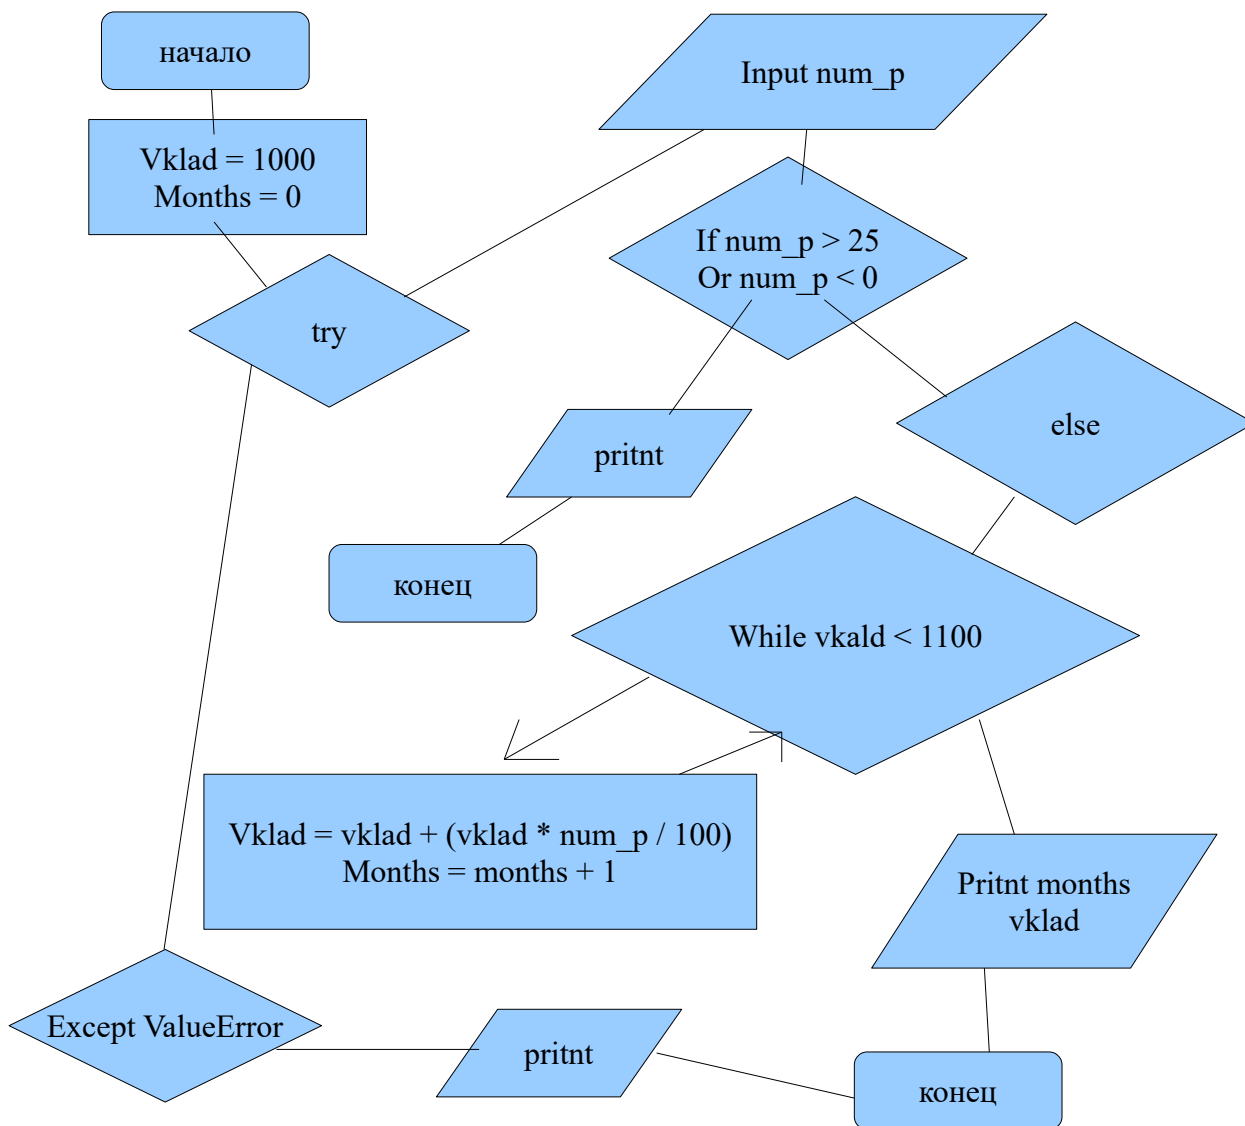 начало
Vklad = 1000
Months = 0
try
Input num_p
If num_p > 25
Or num_p < 0
pritnt
конец
else
While vkald < 1100
Vklad = vklad + (vklad * num_p / 100)
Months = months + 1
Pritnt months
vklad
Except ValueError
pritnt
конец